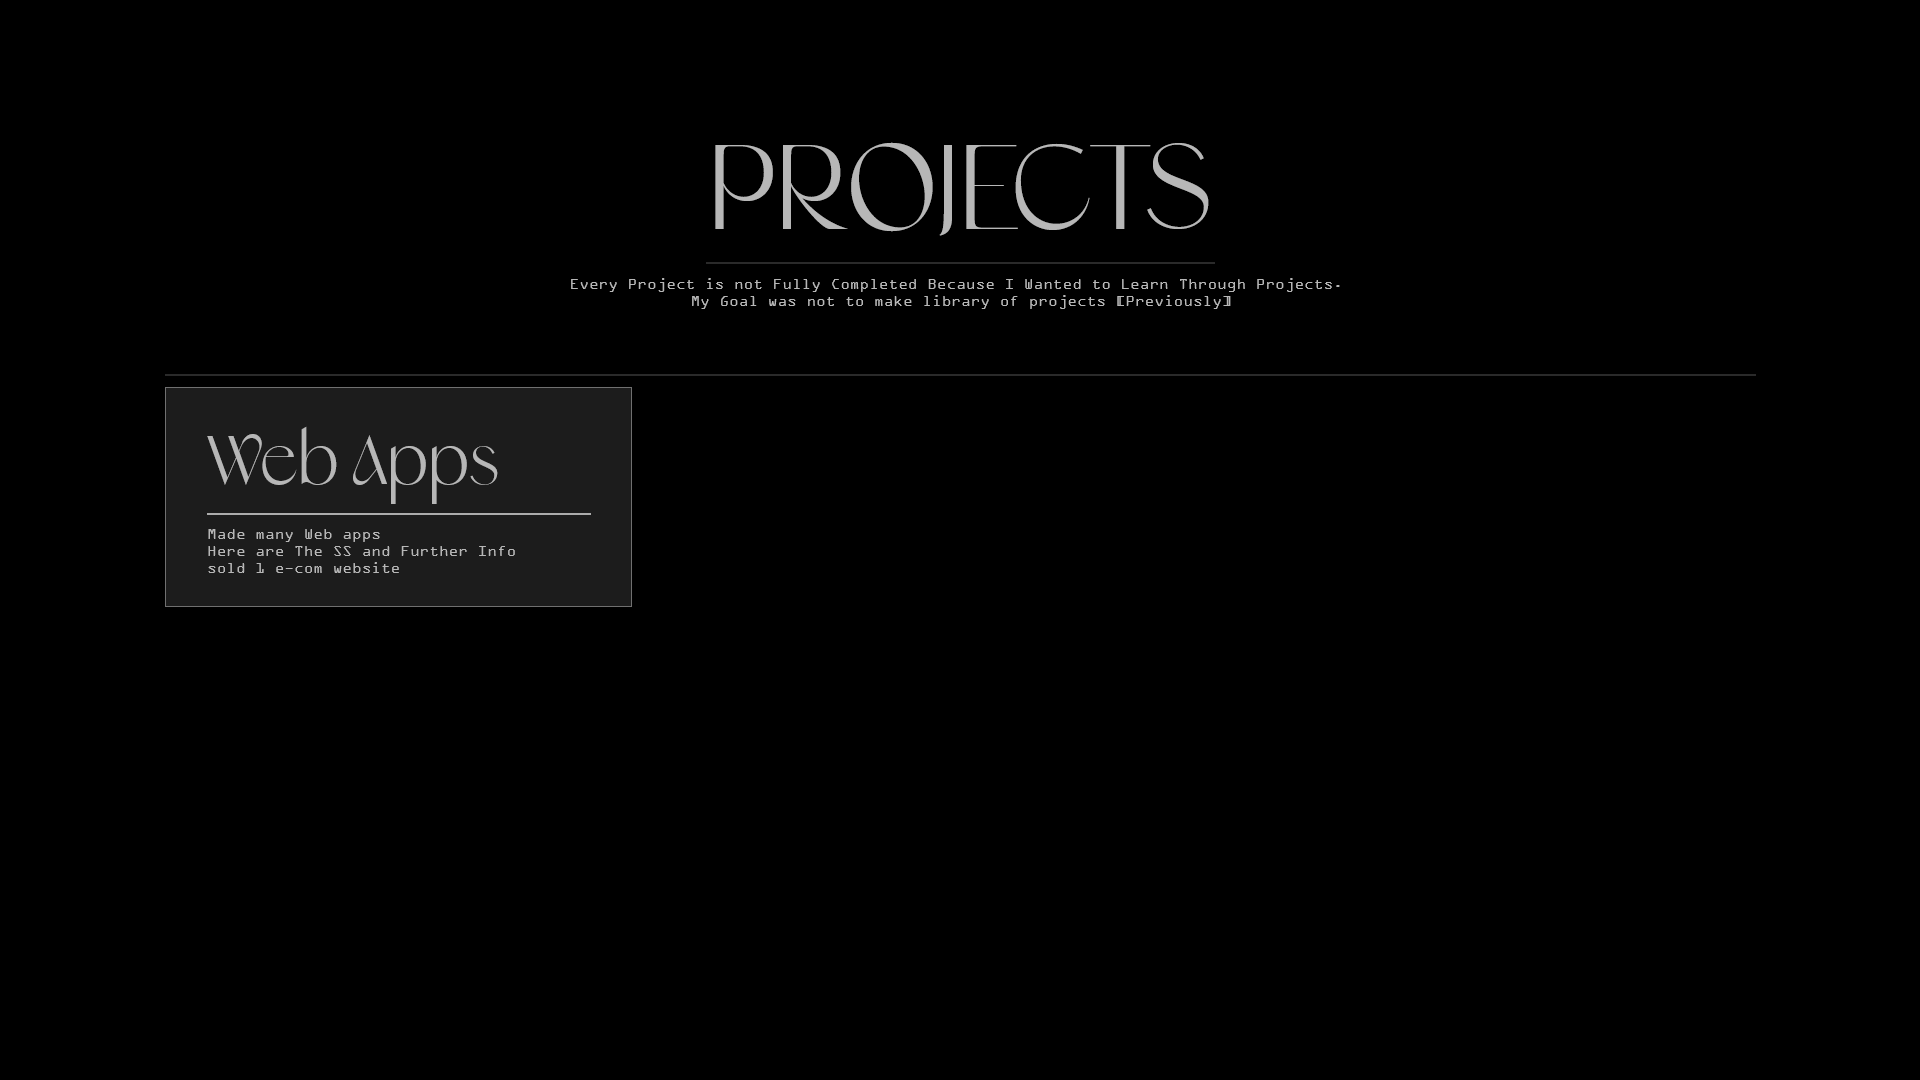 PROJECTS
Every Project is not Fully Completed Because I Wanted to Learn Through Projects.
My Goal was not to make library of projects [Previously]
Web Apps
Made many Web apps
Here are The SS and Further Info
sold 1 e-com website